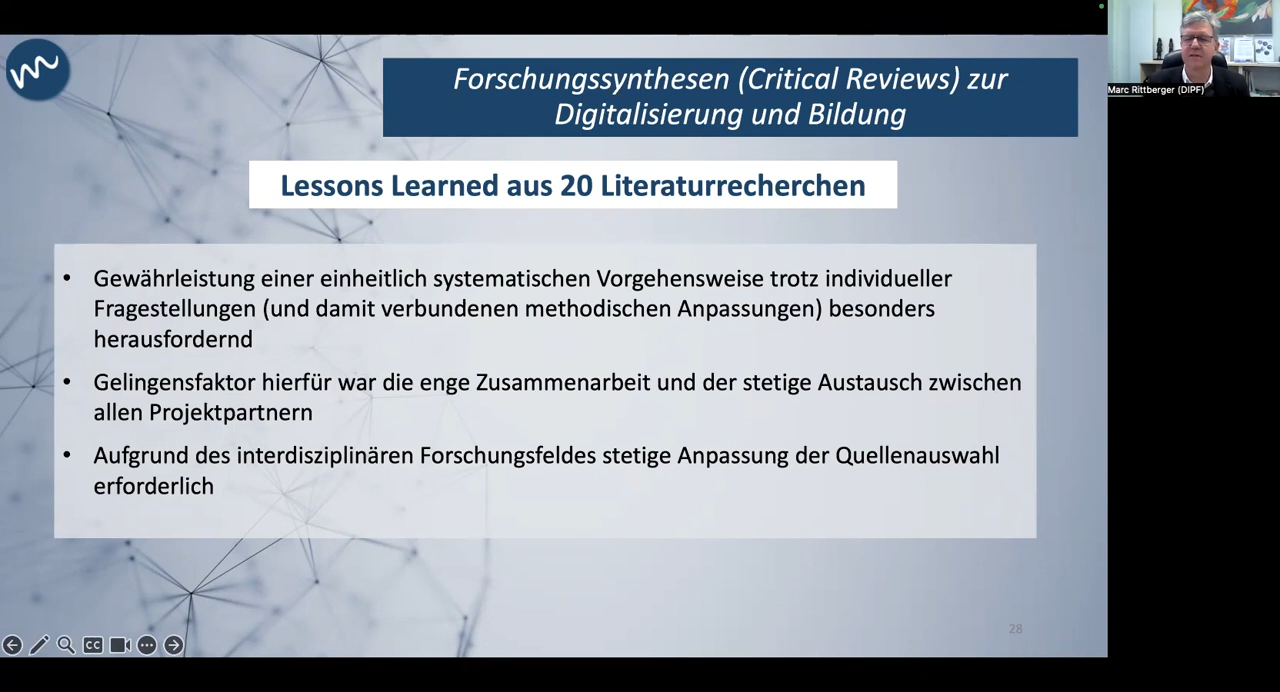 Forschungssynthesen (Critical Reviews) zur
Digitalisierung und Bildung
Marc Rittberger (DIPF)
Lessons Learned aus 20 Literaturrecherchen
• Gewährleistung einer einheitlich systematischen Vorgehensweise trotz individueller
Fragestellungen (und damit verbundenen methodischen Anpassungen) besonders
herausfordernd
• Gelingensfaktor hierfür war die enge Zusammenarbeit und der stetige Austausch zwischen
allen Projektpartnern
• Aufgrund des interdisziplinären Forschungsfeldes stetige Anpassung der Quellenauswahl
erforderlich
28
CC